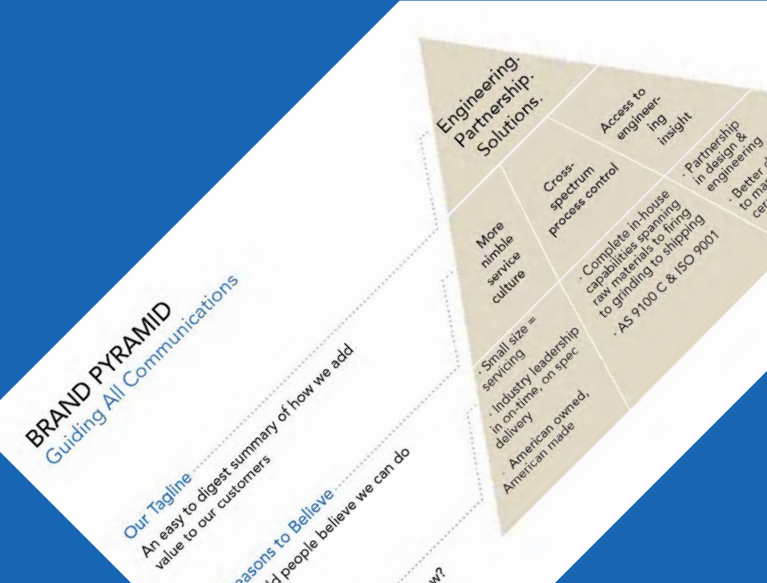 BRAND PYRAMID
Guiding All Communications
Our Tagline
An easy to digest summary of how we add
value to our customers
to Believe
people believe we can do
Engineering.
Partnership.
Solutions.
More
nimble
service
culture
Cross-
spectrum
process control
Access to
engineer-
ing
insight
· Small size =
servicing
· Industry leadership
in on-time, on spec
delivery
· American owned,
American made
· Complete in-house
capabilities spanning
raw materials to firing
to grinding to shipping
· AS 9100 C & ISO 9001
· Partnership
in design &
engineering
· Better
to